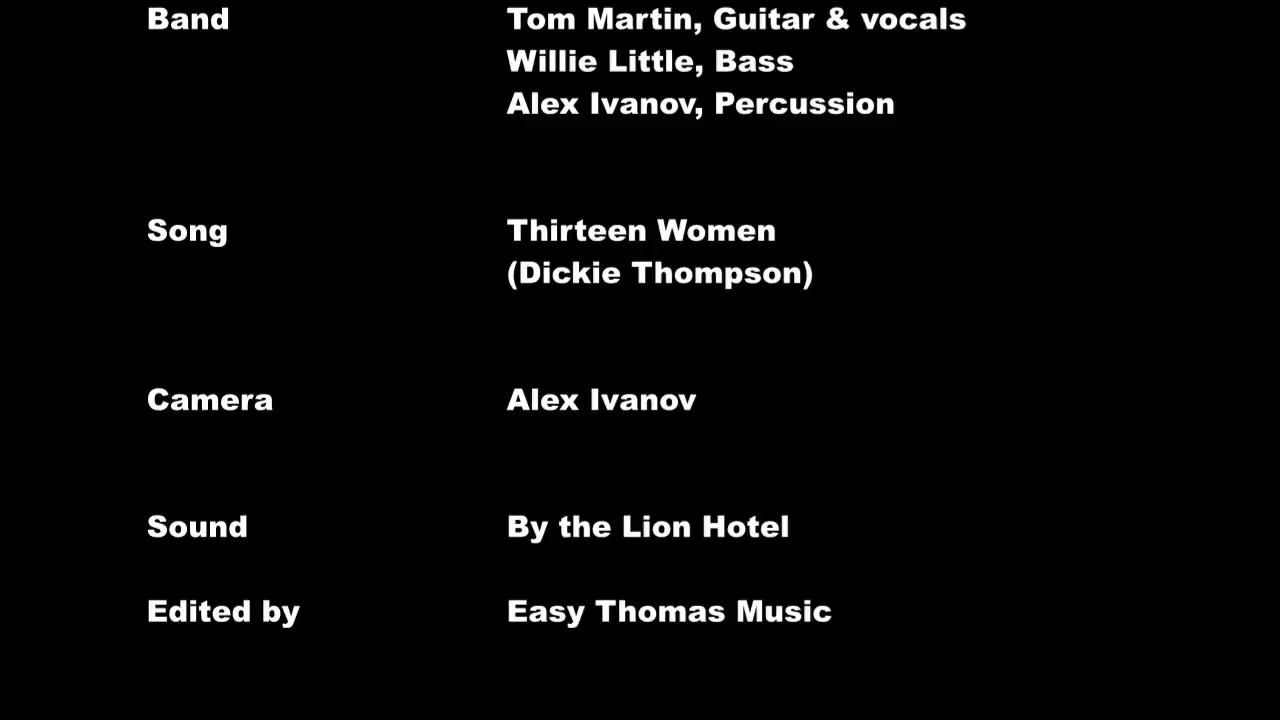 Band Tom Martin, Guitar & vocals
Willie Little, Bass
Alex Ivanov, Percussion
Song Thirteen Women
(Dickie Thompson)
Camera Alex Ivanov
Sound By the Lion Hotel
Edited by Easy Thomas Music